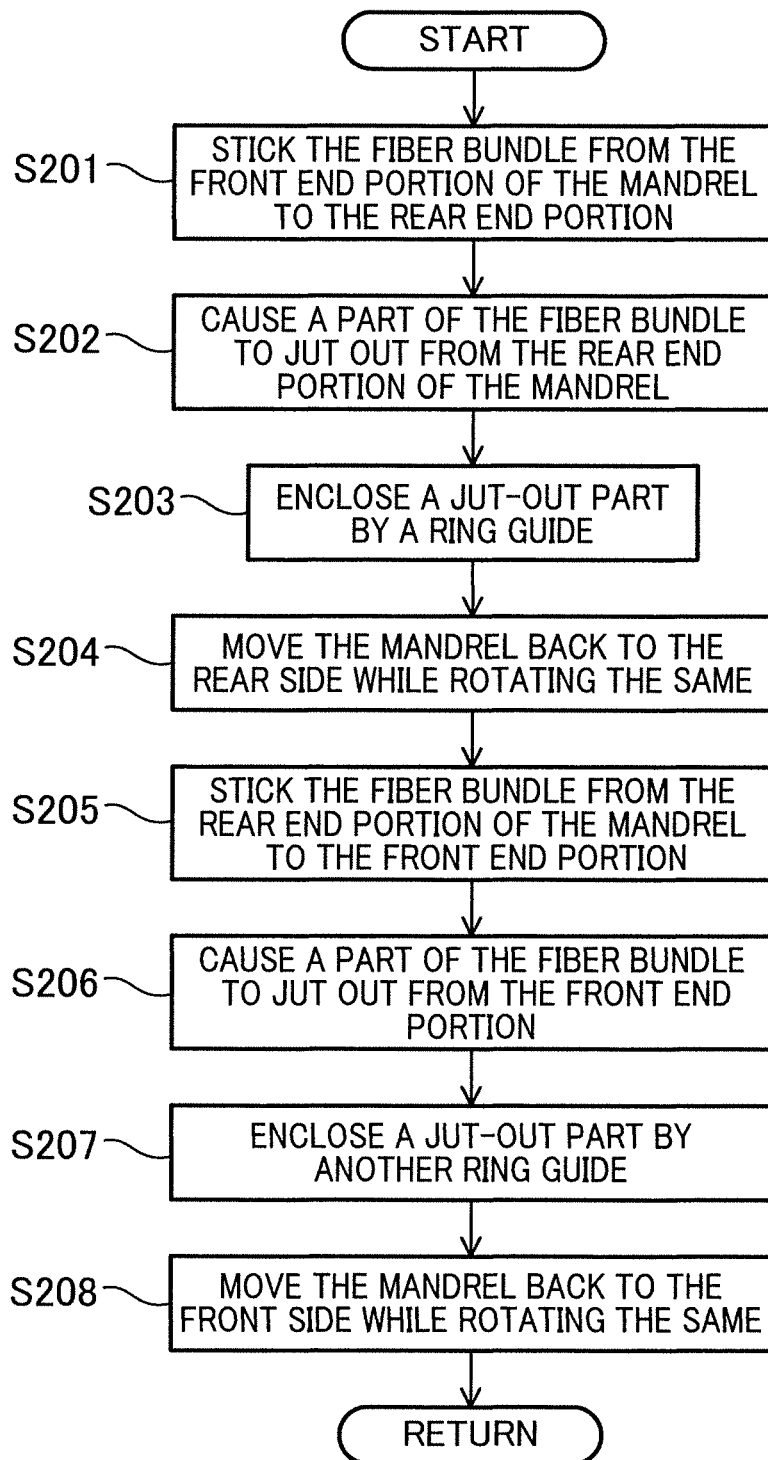 START
S201
STICK THE FIBER BUNDLE FROM THE
FRONT END PORTION OF THE MANDREL
TO THE REAR END PORTION
S202
CAUSE A PART OF THE FIBER BUNDLE
TO JUT OUT FROM THE REAR END
PORTION OF THE MANDREL
S203
ENCLOSE A JUT-OUT PART
BY A RING GUIDE
S204
MOVE THE MANDREL BACK TO THE
REAR SIDE WHILE ROTATING THE SAME
S205
STICK THE FIBER BUNDLE FROM THE
REAR END PORTION OF THE MANDREL
TO THE FRONT END PORTION
S206
CAUSE A PART OF THE FIBER BUNDLE
TO JUT OUT FROM THE FRONT END
PORTION
S207
ENCLOSE A JUT-OUT PART BY
ANOTHER RING GUIDE
S208
MOVE THE MANDREL BACK TO THE
FRONT SIDE WHILE ROTATING THE SAME
RETURN